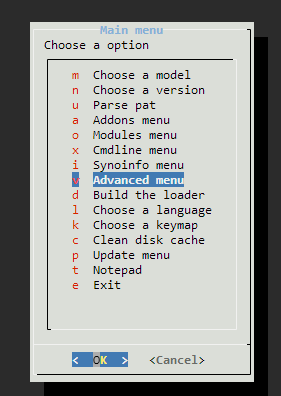 Main menu
Choose a option
m Choose a model
n Choose a version
u Parse pat
a Addons menu
o Modules menu
x Cmdline menu
i Synoinfo menu
v Advanced menu
d Build the loader
l Choose a language
k Choose a keymap
c Clean disk cache
p Update menu
t Notepad
e Exit
< OK > <Cancel>